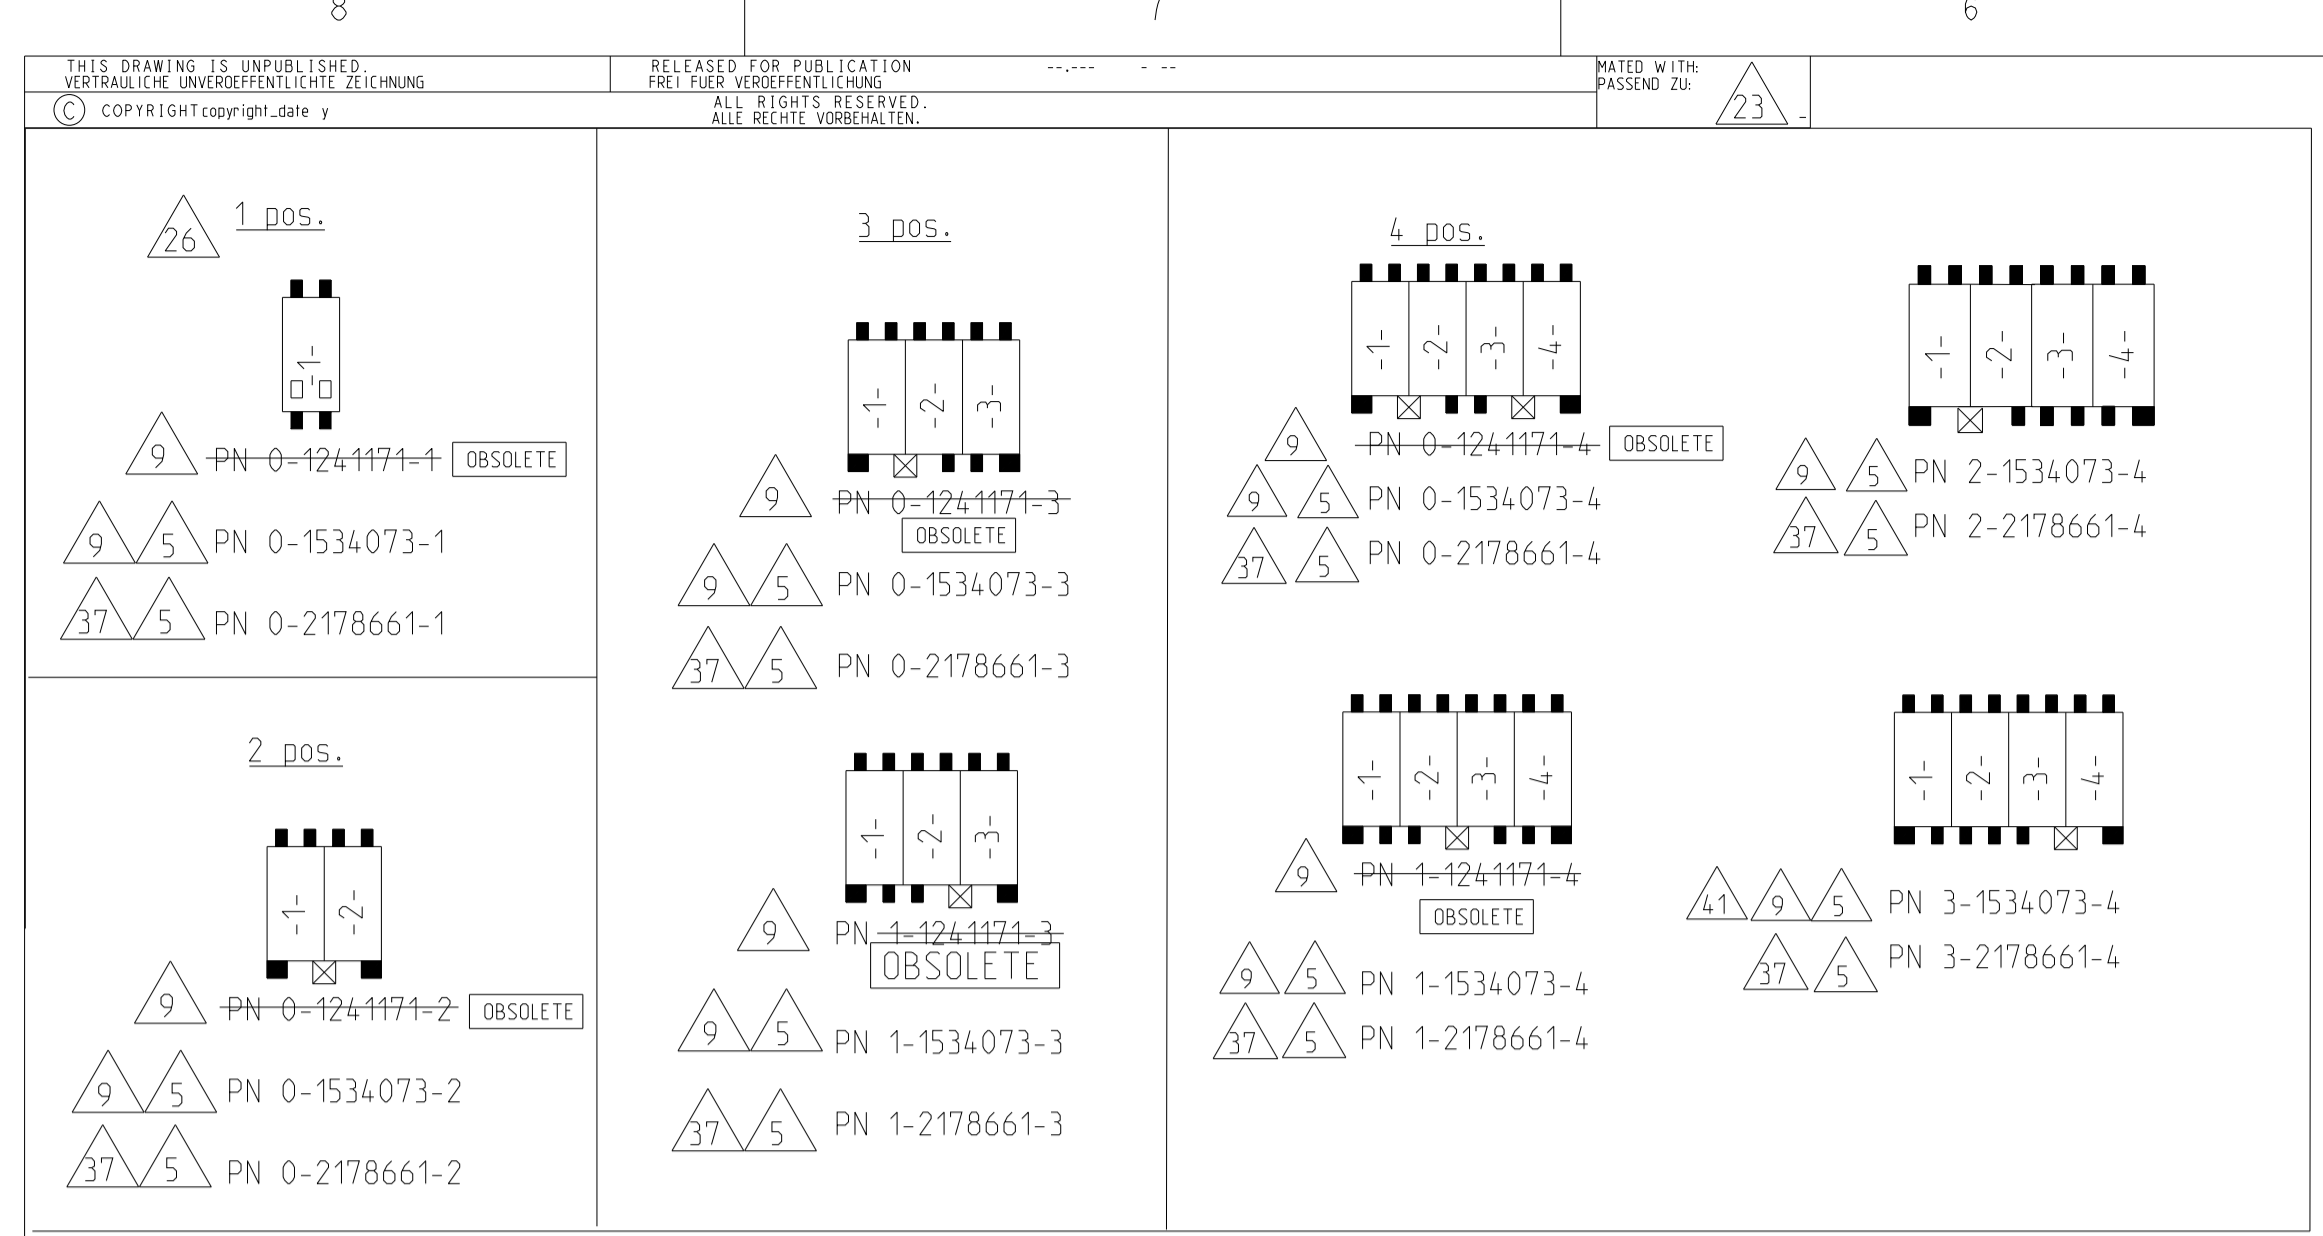 8 7 6
THIS DRAWING IS UNPUBLISHED.
VERTRAULICHE UNVEROEFFENTLICHTE ZEICHNUNG
RELEASED FOR PUBLICATION --.--- - --
FREI FUER VEROEFFENTLICHUNG
© COPYRIGHT copyright_date y
ALL RIGHTS RESERVED.
ALLE RECHTE VORBEHALTEN.
MATED WITH:
PASSEND ZU:
23 -
26 1 pos.
-1-
9 PN 0-1241171-1 OBSOLETE
9 5 PN 0-1534073-1
37 5 PN 0-2178661-1
2 pos.
-1- -2-
9 PN 0-1241171-2 OBSOLETE
9 5 PN 0-1534073-2
37 5 PN 0-2178661-2
3 pos.
-1- -2- -3-
9 PN 0-1241171-3
OBSOLETE
9 5 PN 0-1534073-3
37 5 PN 0-2178661-3
-1- -2- -3-
9 PN 1-1241171-3
OBSOLETE
9 5 PN 1-1534073-3
37 5 PN 1-2178661-3
4 pos.
-1- -2- -3- -4-
9 PN 0-1241171-4 OBSOLETE
9 5 PN 0-1534073-4
37 5 PN 0-2178661-4
-1- -2- -3- -4-
9 5 PN 2-1534073-4
37 5 PN 2-2178661-4
-1- -2- -3- -4-
9 PN 1-1241171-4
OBSOLETE
9 5 PN 1-1534073-4
37 5 PN 1-2178661-4
-1- -2- -3- -4-
41 9 5 PN 3-1534073-4
37 5 PN 3-2178661-4